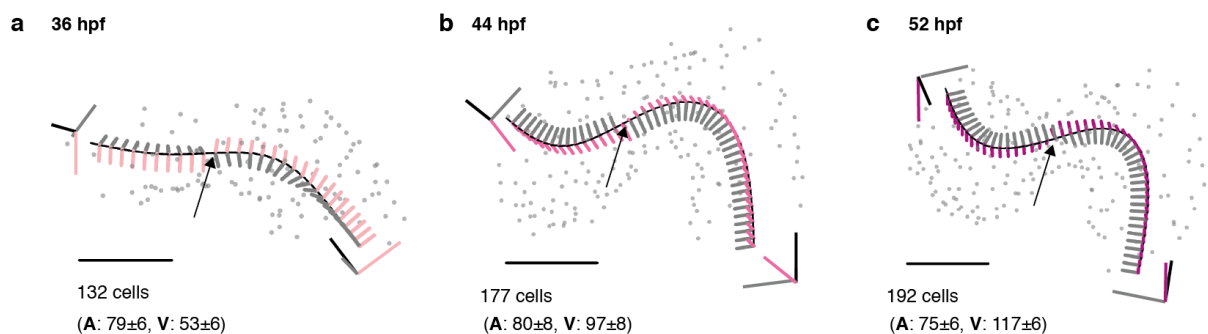 a 36 hpf
132 cells
(A: 79±6, V: 53±6)
b 44 hpf
177 cells
(A: 80±8, V: 97±8)
c 52 hpf
192 cells
(A: 75±6, V: 117±6)